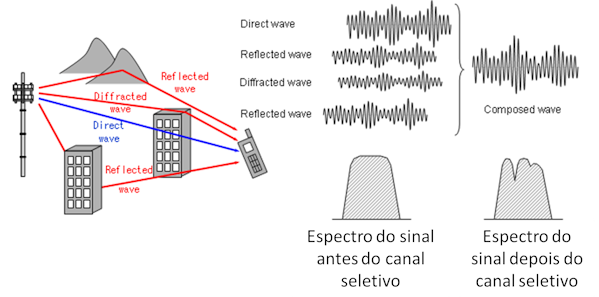 Reflected
wave
Diffracted
wave
Direct
wave
Reflected
wave
Direct wave
Reflected wave
Diffracted wave
Reflected wave
Composed wave
Espectro do sinal
antes do canal
seletivo
Espectro do
sinal depois do
canal seletivo